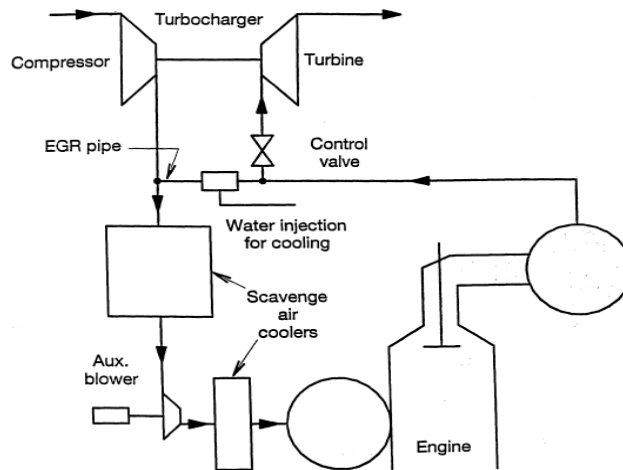 Turbocharger
Compressor
Turbine
EGR pipe
Control
valve
Water injection
for cooling
Scavenge
air
coolers
Aux.
blower
Engine